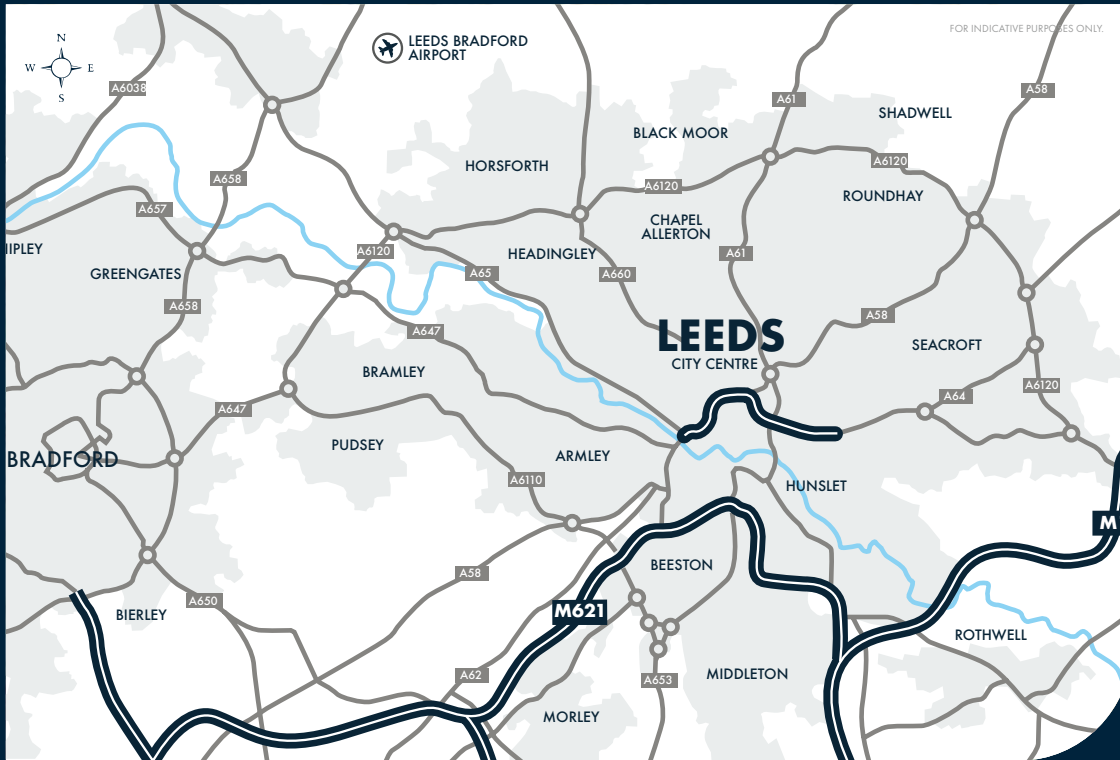 FOR INDICATIVE PURPOSES ONLY.
N
W E
S
LEEDS BRADFORD
AIRPORT
A6038
A58
A61
SHADWELL
BLACK MOOR
HORSFORTH
A6120
A658
A6120
ROUNDHAY
A657
CHAPEL
ALLERTON
IPLEY
A6120
HEADINGLEY
A61
GREENGATES
A65
A660
A658
A58
A647
LEEDS
CITY CENTRE
SEACROFT
BRAMLEY
A6120
A64
A647
PUDSEY
ARMLEY
BRADFORD
A6110
HUNSLET
M
BEESTON
A58
A650
BIERLEY
M621
ROTHWELL
A62
A653
MIDDLETON
MORLEY